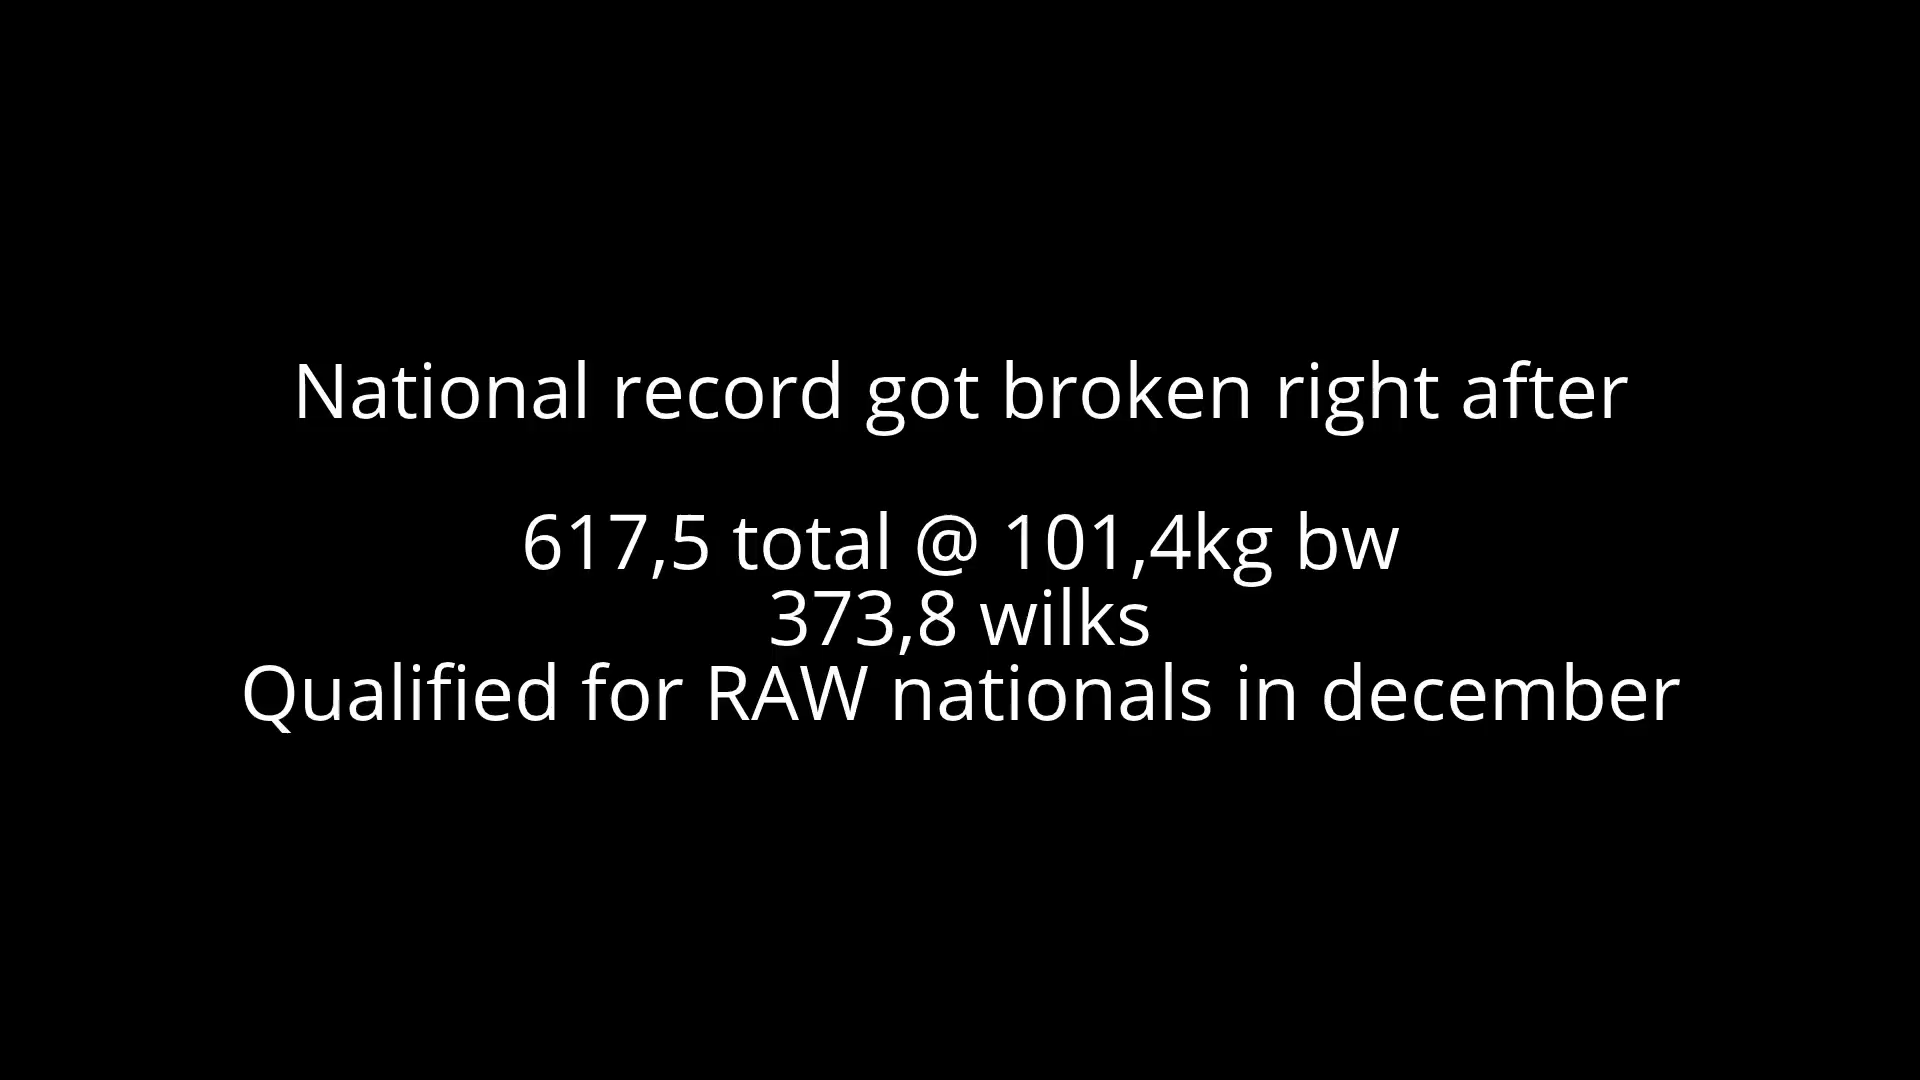 National record got broken right after
617,5 total @ 101,4kg bw
373,8 wilks
Qualified for RAW nationals in december